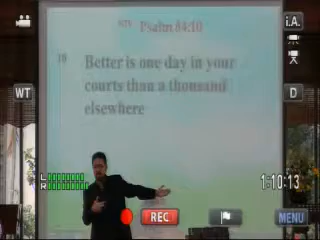 NIV Psalm 84:10
i.A.
10 Better is one day in your
WT
courts than a thousand
D
elsewhere
L
R
1:10:13
REC
MENU